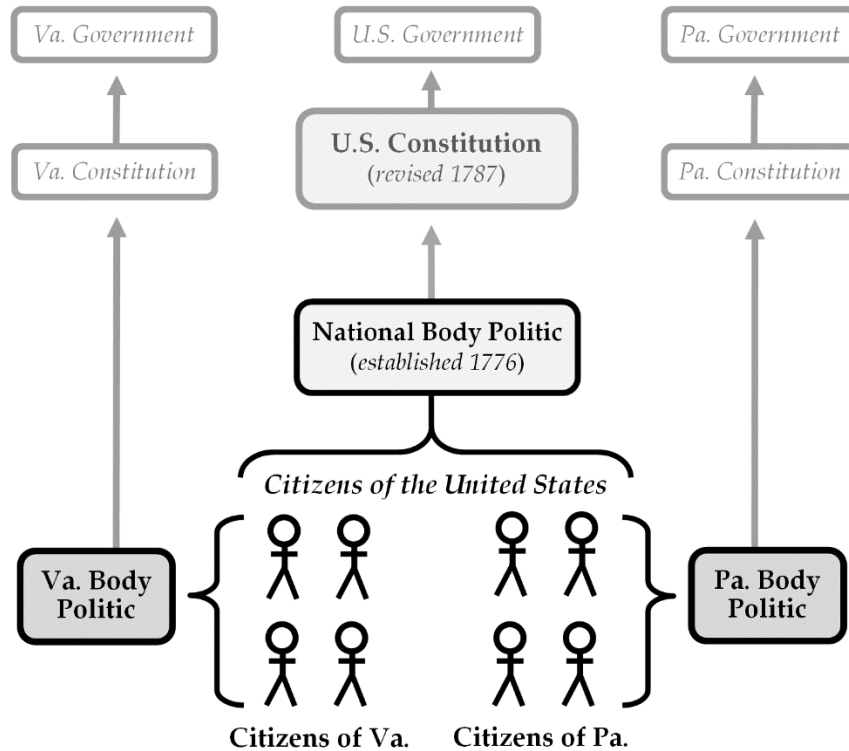 Va. Government
U.S. Government
Pa. Government
U.S. Constitution
(revised 1787)
Va. Constitution
Pa. Constitution
National Body Politic
(established 1776)
Citizens of the United States
Va. Body
Politic
Pa. Body
Politic
Citizens of Va.
Citizens of Pa.